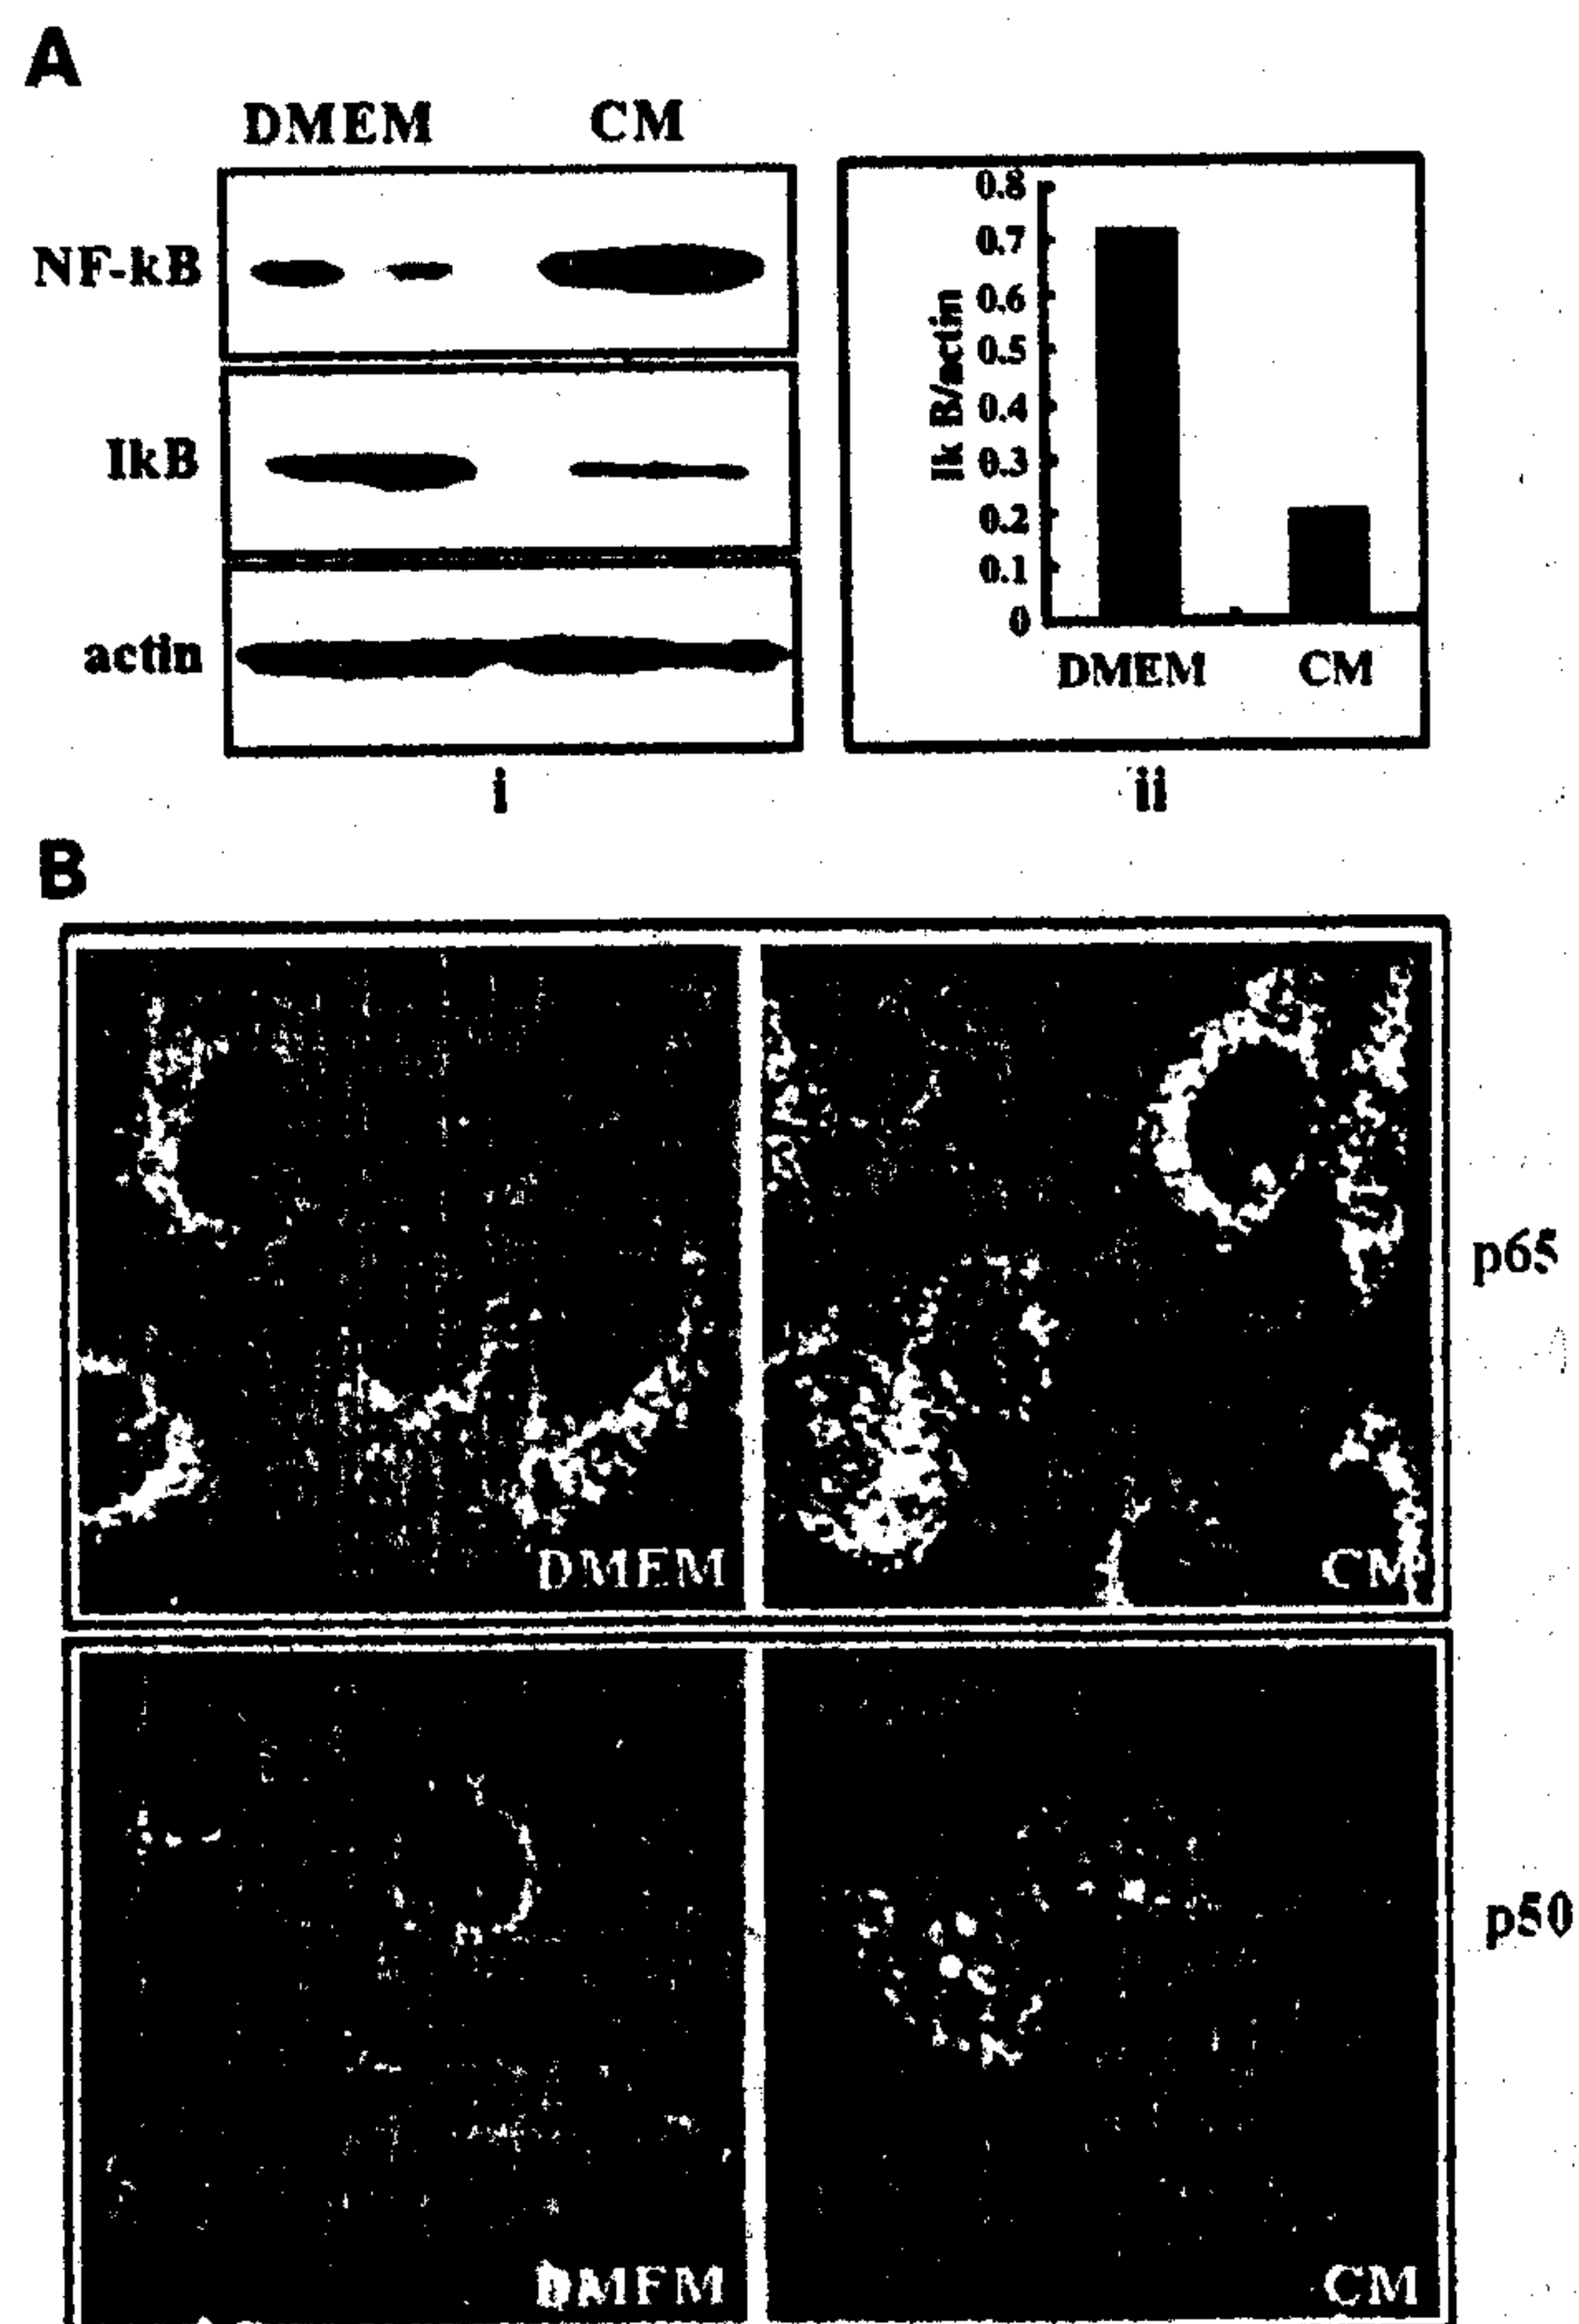 A
DMEM CM
NF-kB
IkB
actin
i
0.8
0.7
0.6
0.5
0.4
0.3
0.2
0.1
0
Ik B/actin
DMEM CM
ii
B
DMEM CM
p65
DMEM CM
p50